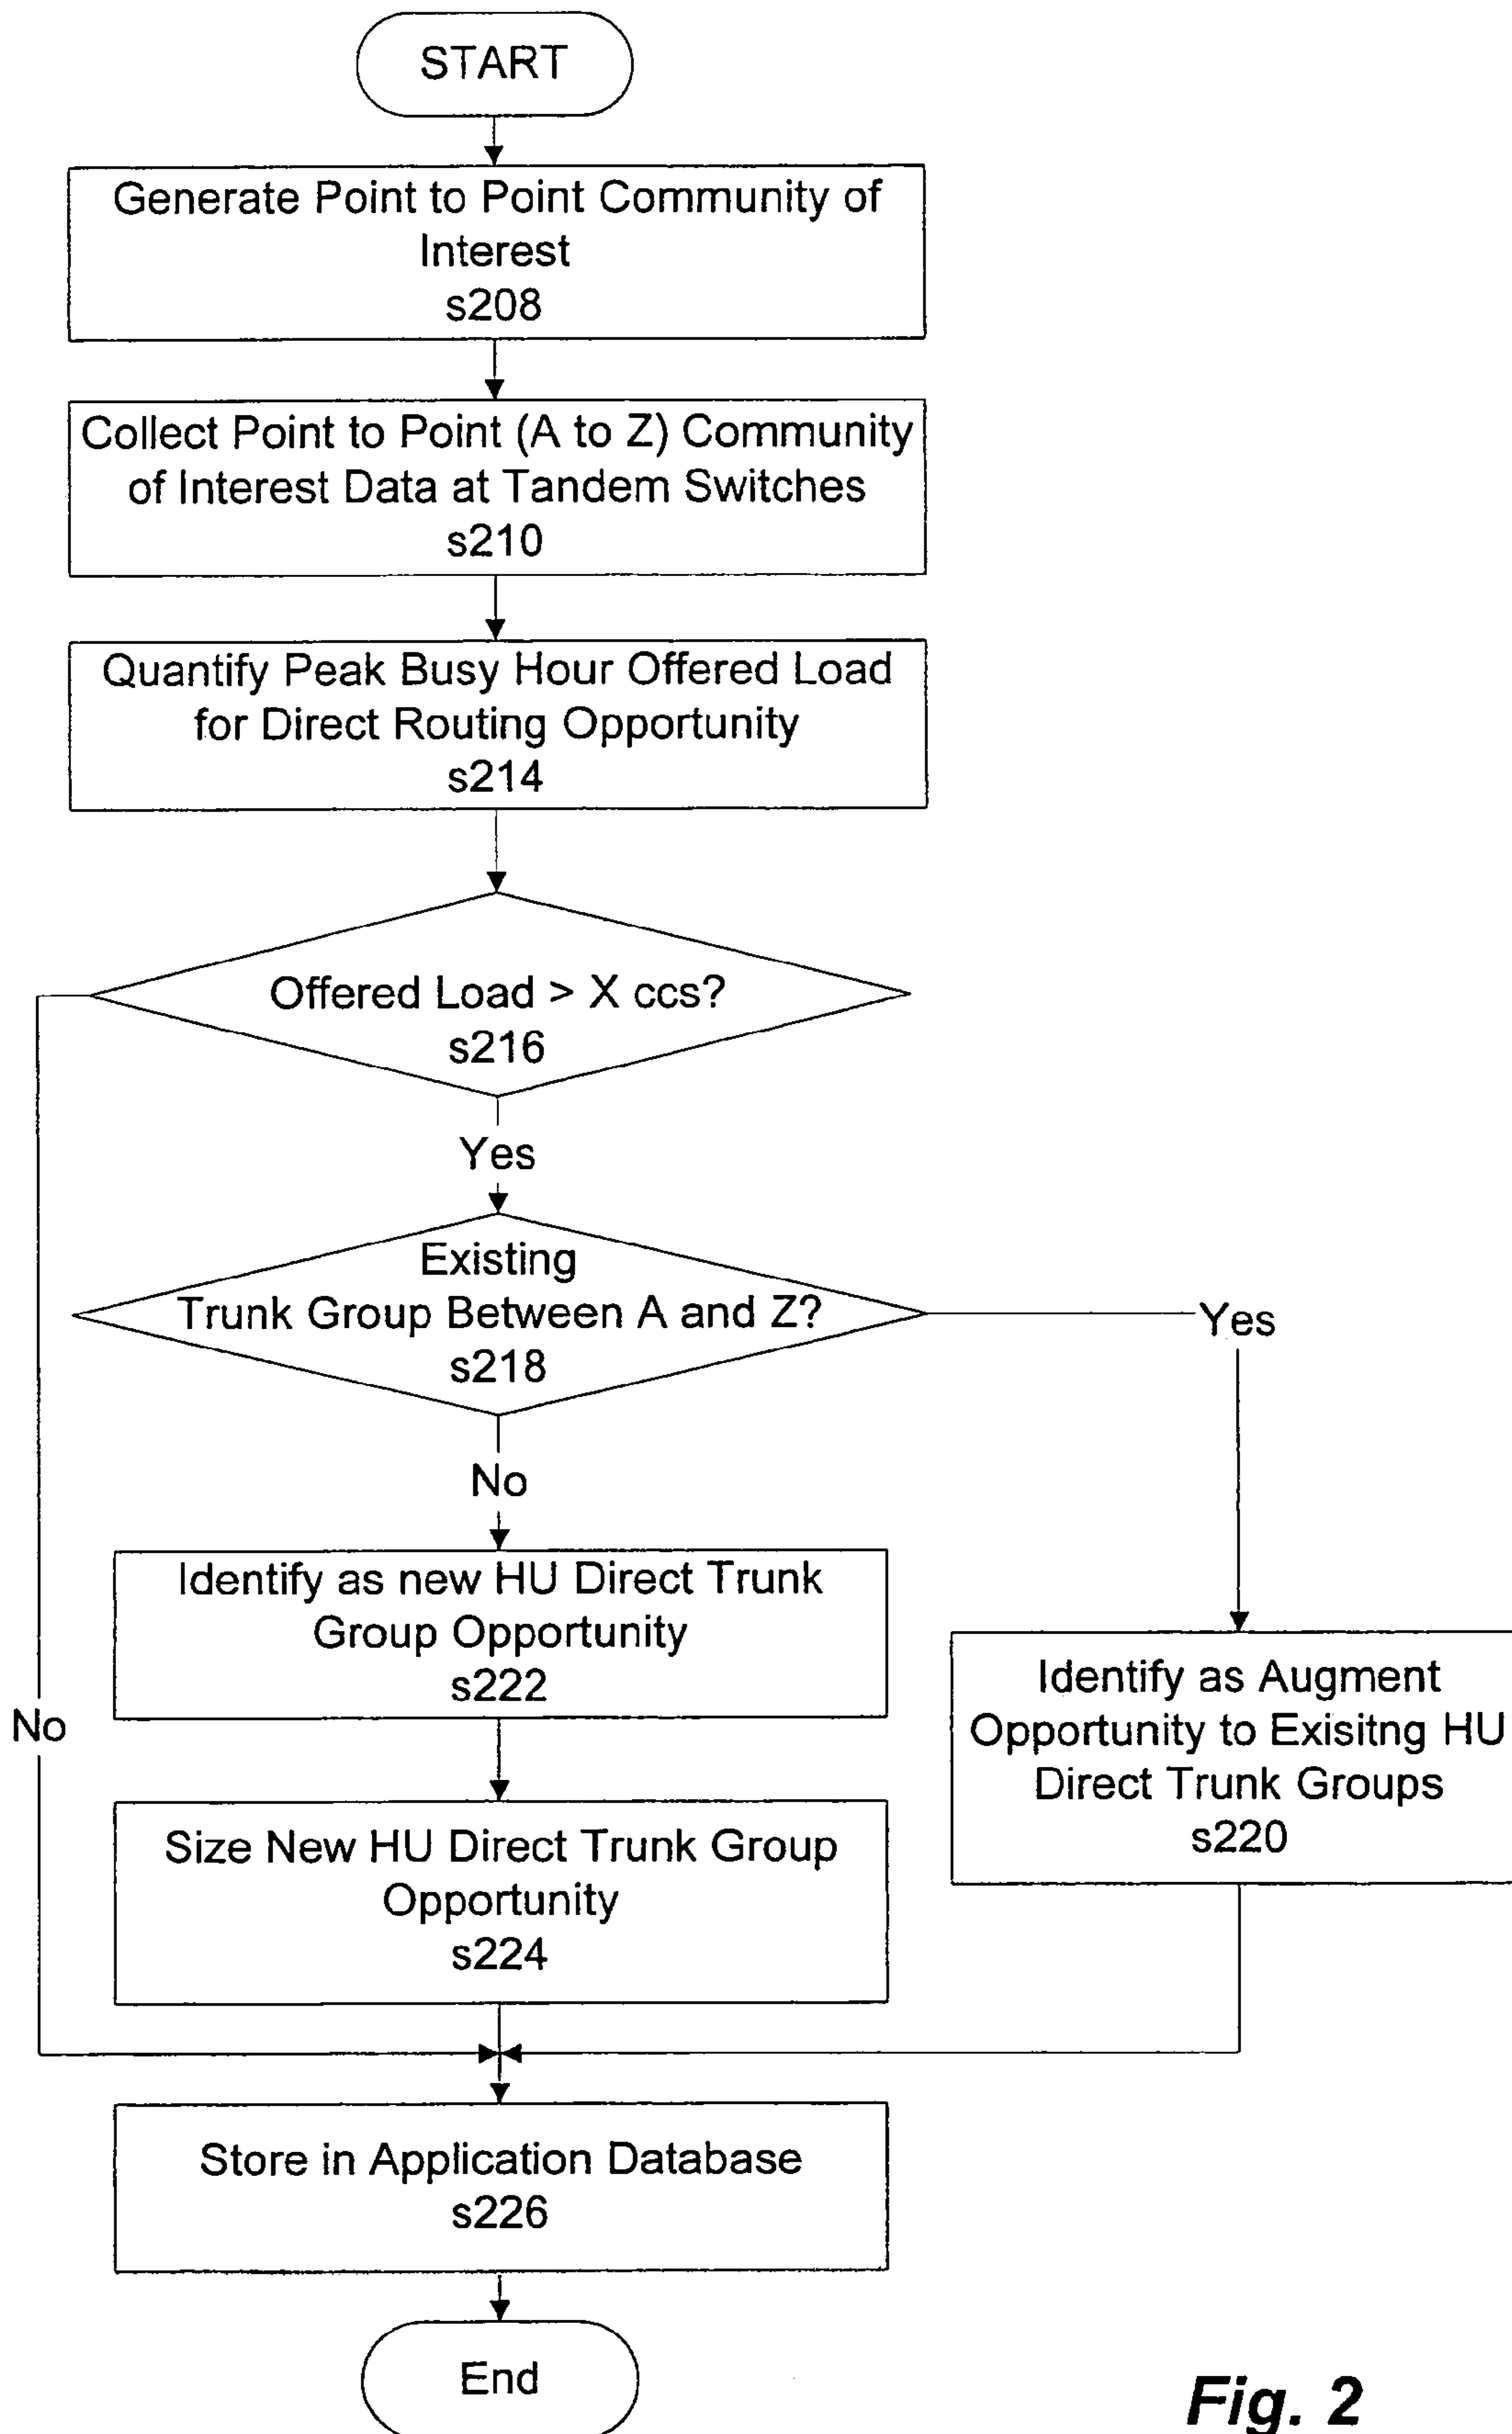 START
Generate Point to Point Community of
Interest
s208
Collect Point to Point (A to Z) Community
of Interest Data at Tandem Switches
s210
Quantify Peak Busy Hour Offered Load
for Direct Routing Opportunity
s214
Offered Load > X ccs?
s216
Yes
Existing
Trunk Group Between A and Z?
s218
Yes
No
Identify as new HU Direct Trunk
Group Opportunity
s222
Identify as Augment
Opportunity to Exisitng HU
Direct Trunk Groups
s220
No
Size New HU Direct Trunk Group
Opportunity
s224
Store in Application Database
s226
End
Fig. 2